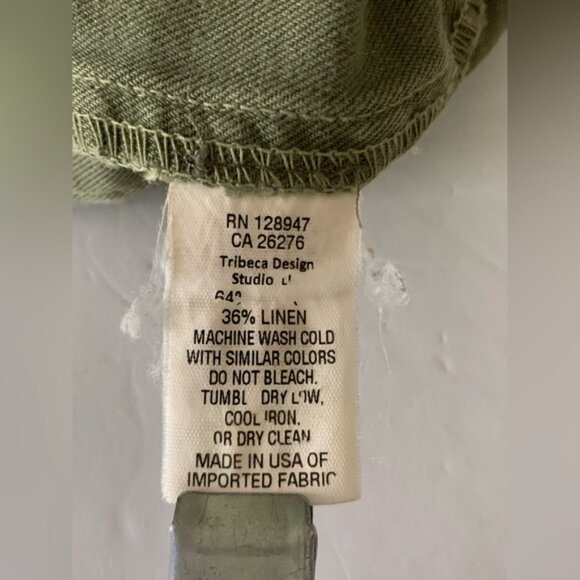 RN 128947
CA 26276
Tribeca Design
Studio
36% LINEN
MACHINE WASH COLD
WITH SIMILAR COLORS
DO NOT BLEACH.
DRY LOW,
COOL IRON.
OR DRY CLEAN
MADE IN USA OF
IMPORTED FABRIC